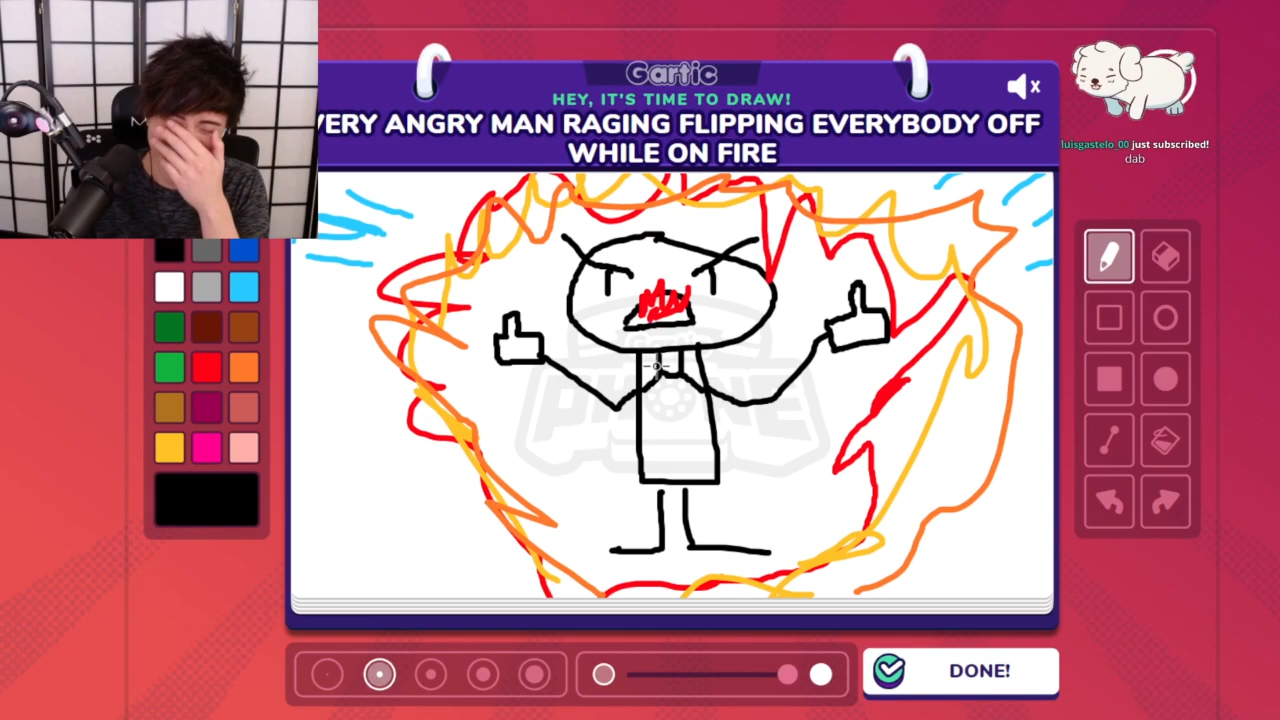 Gartic
HEY, IT'S TIME TO DRAW!
VERY ANGRY MAN RAGING FLIPPING EVERYBODY OFF
WHILE ON FIRE
luisgastelo_00 just subscribed!
dab
PHONE
DONE!